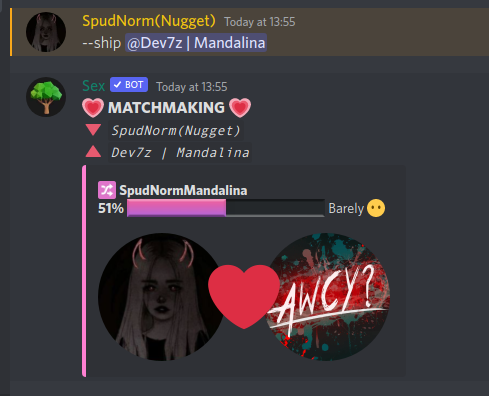 SpudNorm(Nugget) Today at 13:55
--ship @Dev7z | Mandalina
Sex ✓ BOT Today at 13:55
💗 MATCHMAKING 💗
🔻 SpudNorm(Nugget)
🔺 Dev7z | Mandalina
🔀 SpudNormMandalina
51% Barely 😶
AWCY?